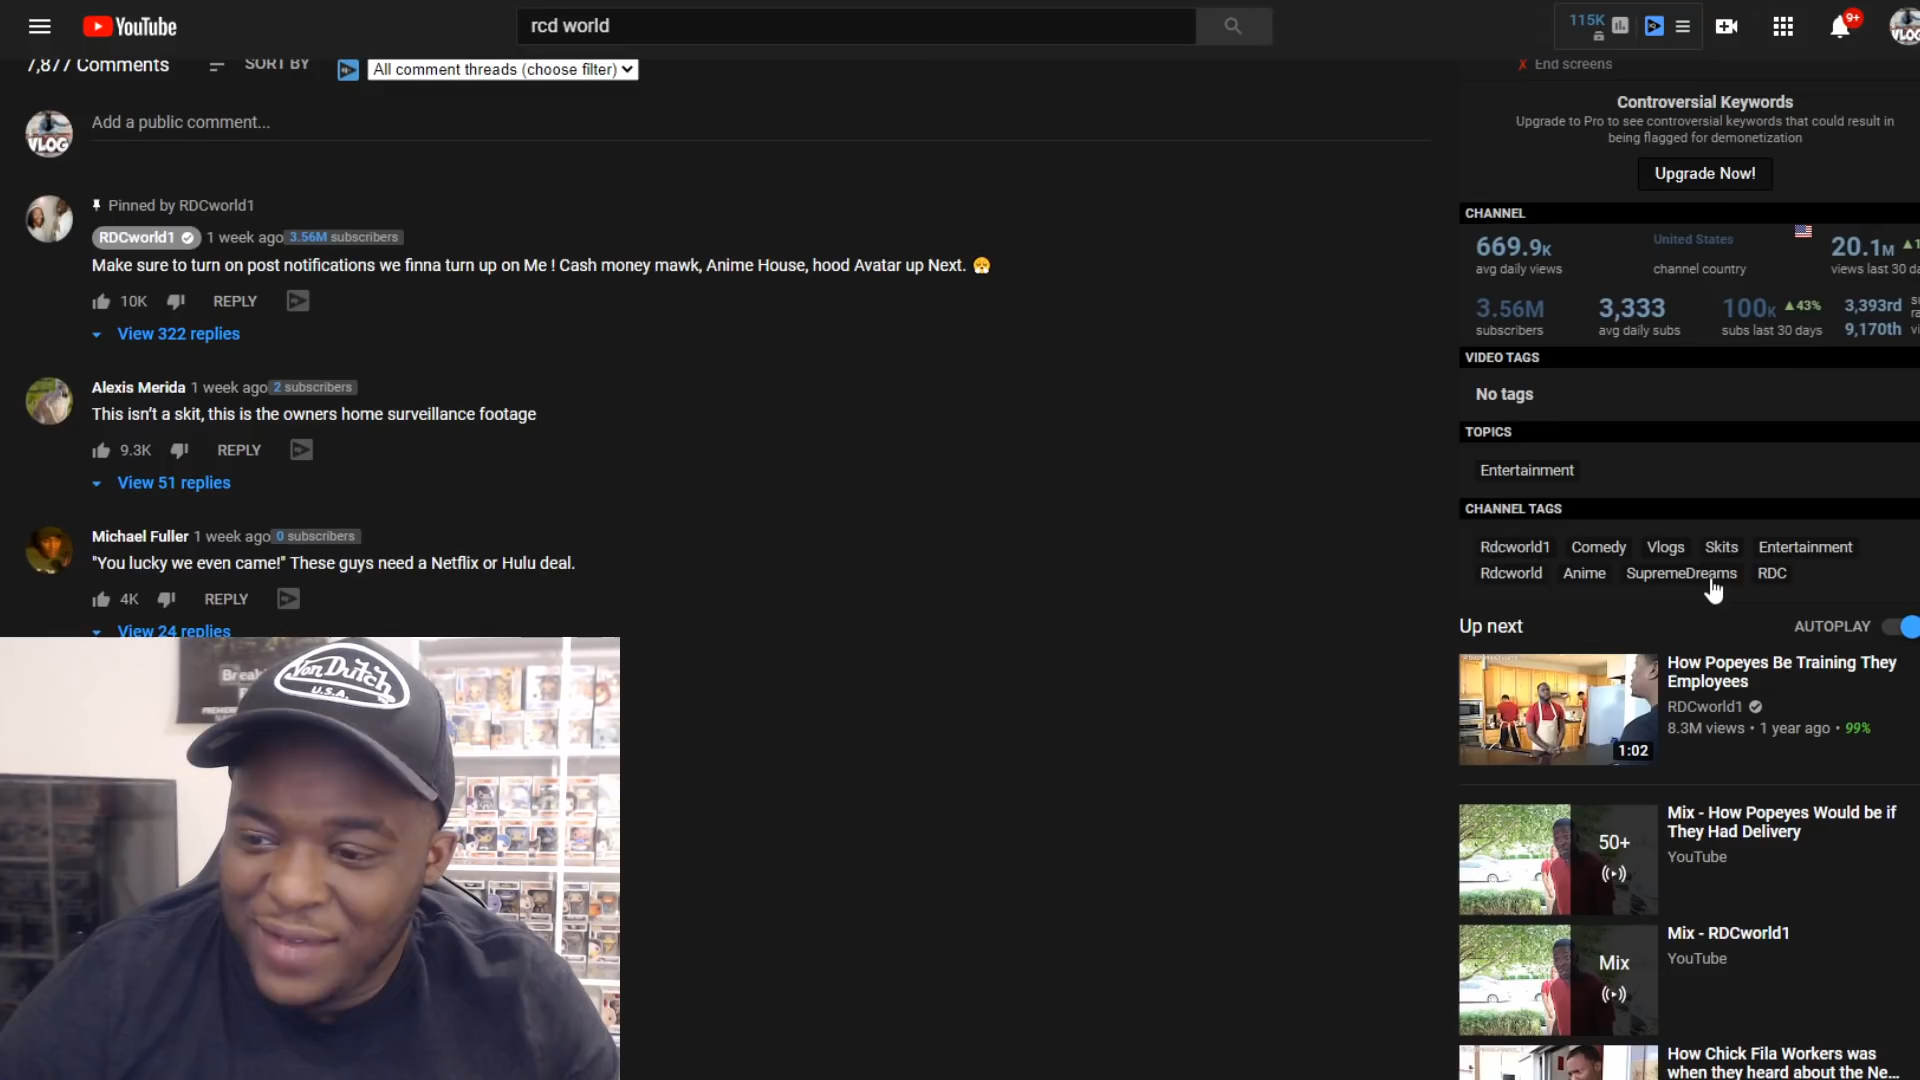 YouTube
rcd world
115K
9+
VLOG
7,877 Comments
SORT BY
All comment threads (choose filter)
VLOG
Add a public comment...
Pinned by RDCworld1
RDCworld1 1 week ago 3.56M subscribers
Make sure to turn on post notifications we finna turn up on Me ! Cash money mawk, Anime House, hood Avatar up Next.
10K REPLY
View 322 replies
Alexis Merida 1 week ago 2 subscribers
This isn't a skit, this is the owners home surveillance footage
9.3K REPLY
View 51 replies
Michael Fuller 1 week ago 0 subscribers
"You lucky we even came!" These guys need a Netflix or Hulu deal.
4K REPLY
View 24 replies
Von Dutch
U.S.A.
✗ End screens
Controversial Keywords
Upgrade to Pro to see controversial keywords that could result in
being flagged for demonetization
Upgrade Now!
CHANNEL
669.9K United States 20.1M
avg daily views channel country views last 30
3.56M 3,333 100K ▲43% 3,393rd
subscribers avg daily subs subs last 30 days 9,170th
VIDEO TAGS
No tags
TOPICS
Entertainment
CHANNEL TAGS
Rdcworld1 Comedy Vlogs Skits Entertainment
Rdcworld Anime SupremeDreams RDC
Up next AUTOPLAY
How Popeyes Be Training They
Employees
RDCworld1
8.3M views • 1 year ago • 99%
1:02
Mix - How Popeyes Would be if
They Had Delivery
YouTube
50+
Mix - RDCworld1
YouTube
Mix
How Chick Fila Workers was
when they heard about the Ne...